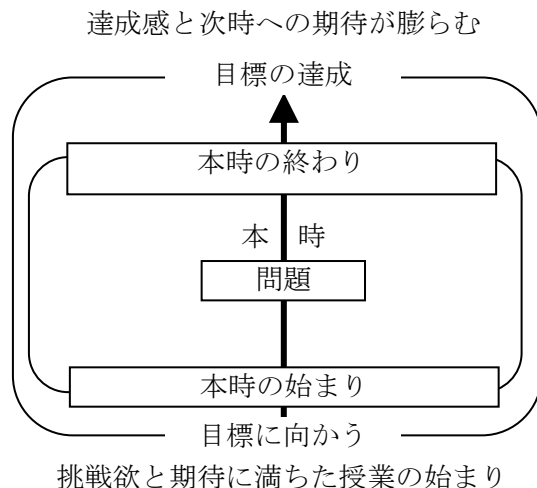 達成感と次時への期待が膨らむ
目標の達成
本時の終わり
本 時
問題
本時の始まり
目標に向かう
挑戦欲と期待に満ちた授業の始まり